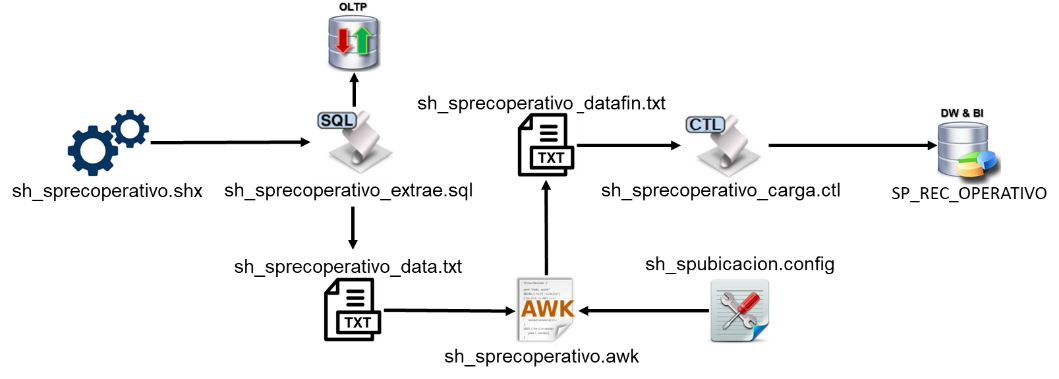 OLTP
sh_sprecoperativo_datafin.txt
SQL
CTL
DW & BI
TXT
sh_sprecoperativo.shx
sh_sprecoperativo_extrae.sql
sh_sprecoperativo_carga.ctl
SP_REC_OPERATIVO
sh_sprecoperativo_data.txt
sh_spubicacion.config
TXT
AWK
sh_sprecoperativo.awk